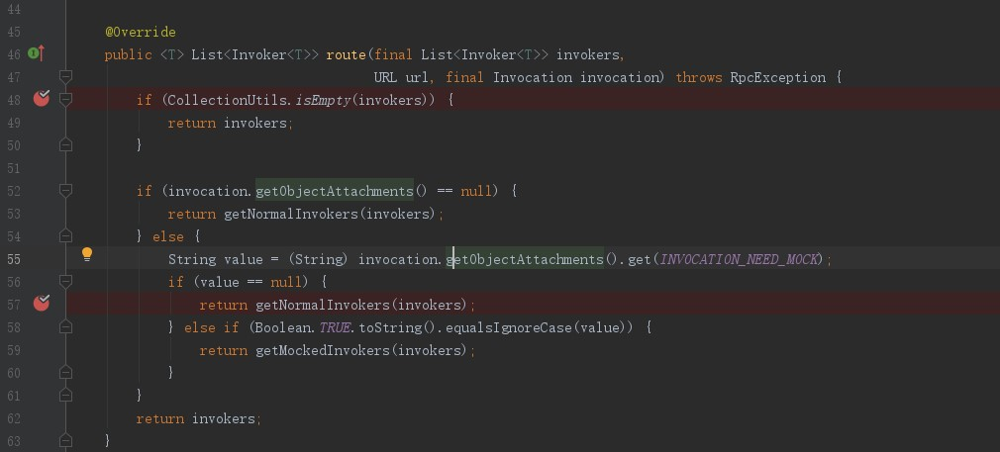 44
45 @Override
46 public <T> List<Invoker<T>> route(final List<Invoker<T>> invokers,
47 URL url, final Invocation invocation) throws RpcException {
48 if (CollectionUtils.isEmpty(invokers)) {
49 return invokers;
50 }
51
52 if (invocation.getObjectAttachments() == null) {
53 return getNormalInvokers(invokers);
54 } else {
55 String value = (String) invocation.getObjectAttachments().get(INVOCATION_NEED_MOCK);
56 if (value == null) {
57 return getNormalInvokers(invokers);
58 } else if (Boolean.TRUE.toString().equalsIgnoreCase(value)) {
59 return getMockedInvokers(invokers);
60 }
61 }
62 return invokers;
63 }